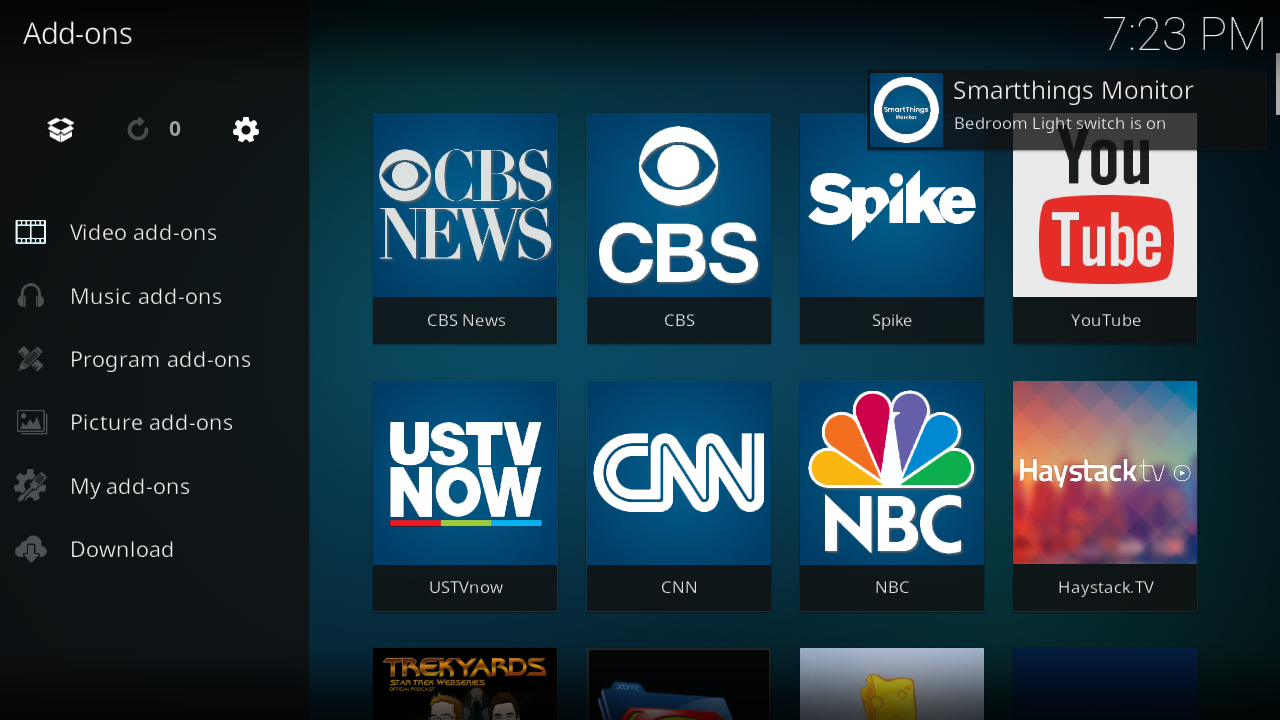 Add-ons
7:23 PM
Smartthings Monitor
SmartThings
Monitor
Bedroom Light switch is on
0
Video add-ons
Music add-ons
Program add-ons
Picture add-ons
My add-ons
Download
CBS
NEWS
CBS News
CBS
CBS
Spike
Spike
You
Tube
YouTube
USTV
NOW
USTVnow
CNN
CNN
NBC
NBC
Haystack tv
Haystack.TV
TREKYARDS
STAR TREK WEBSERIES
OFFICIAL PODCAST